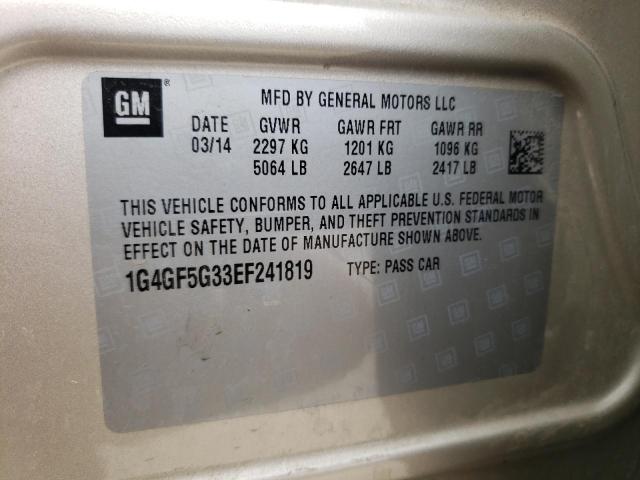 GM ®
MFD BY GENERAL MOTORS LLC
DATE GVWR GAWR FRT GAWR RR
03/14 2297 KG 1201 KG 1096 KG
5064 LB 2647 LB 2417 LB
THIS VEHICLE CONFORMS TO ALL APPLICABLE U.S. FEDERAL MOTOR
VEHICLE SAFETY, BUMPER, AND THEFT PREVENTION STANDARDS IN
EFFECT ON THE DATE OF MANUFACTURE SHOWN ABOVE.
1G4GF5G33EF241819 TYPE: PASS CAR